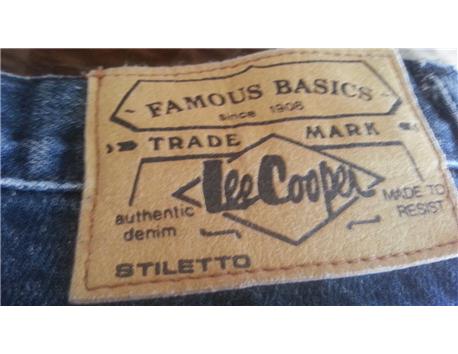 ~ FAMOUS BASICS ~
since 1908
TRADE MARK
Lee Cooper
authentic
denim
MADE TO
RESIST
STILETTO